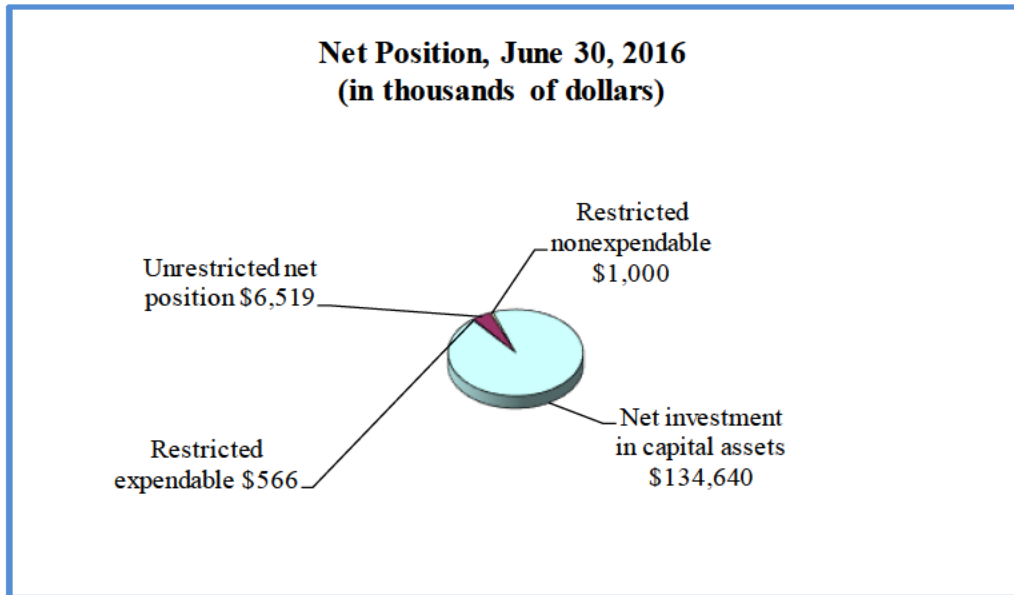 Net Position, June 30, 2016
(in thousands of dollars)
Restricted
nonexpendable
$1,000
Unrestricted net
position $6,519
Net investment
in capital assets
$134,640
Restricted
expendable $566